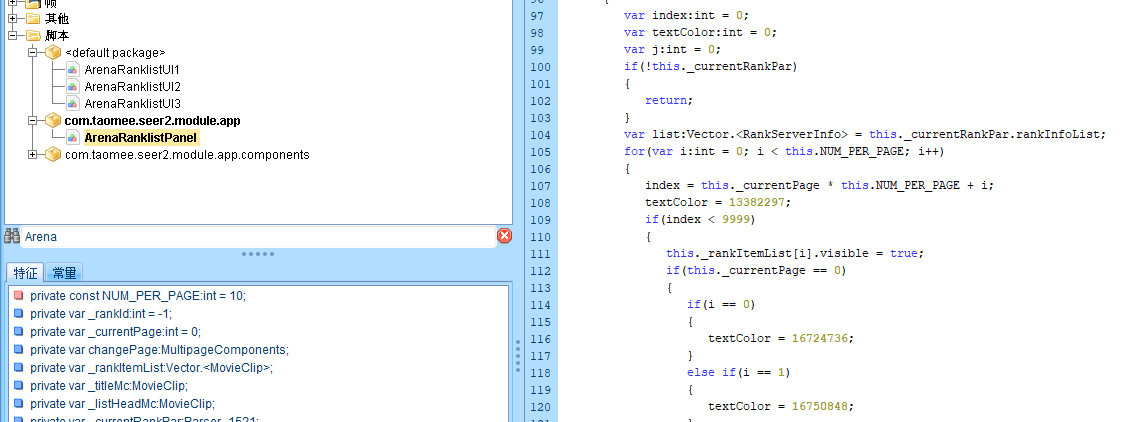 帧
其他
脚本
<default package>
ArenaRanklistUI1
ArenaRanklistUI2
ArenaRanklistUI3
com.taomee.seer2.module.app
ArenaRanklistPanel
com.taomee.seer2.module.app.components
Arena
特征 常量
private const NUM_PER_PAGE:int = 10;
private var _rankId:int = -1;
private var _currentPage:int = 0;
private var changePage:MultipageComponents;
private var _rankItemList:Vector.<MovieClip>;
private var _titleMc:MovieClip;
private var _listHeadMc:MovieClip;
private var _currentRankPar:Parser_1521;
96 {
97 var index:int = 0;
98 var textColor:int = 0;
99 var j:int = 0;
100 if(!this._currentRankPar)
101 {
102 return;
103 }
104 var list:Vector.<RankServerInfo> = this._currentRankPar.rankInfoList;
105 for(var i:int = 0; i < this.NUM_PER_PAGE; i++)
106 {
107 index = this._currentPage * this.NUM_PER_PAGE + i;
108 textColor = 13382297;
109 if(index < 9999)
110 {
111 this._rankItemList[i].visible = true;
112 if(this._currentPage == 0)
113 {
114 if(i == 0)
115 {
116 textColor = 16724736;
117 }
118 else if(i == 1)
119 {
120 textColor = 16750848;